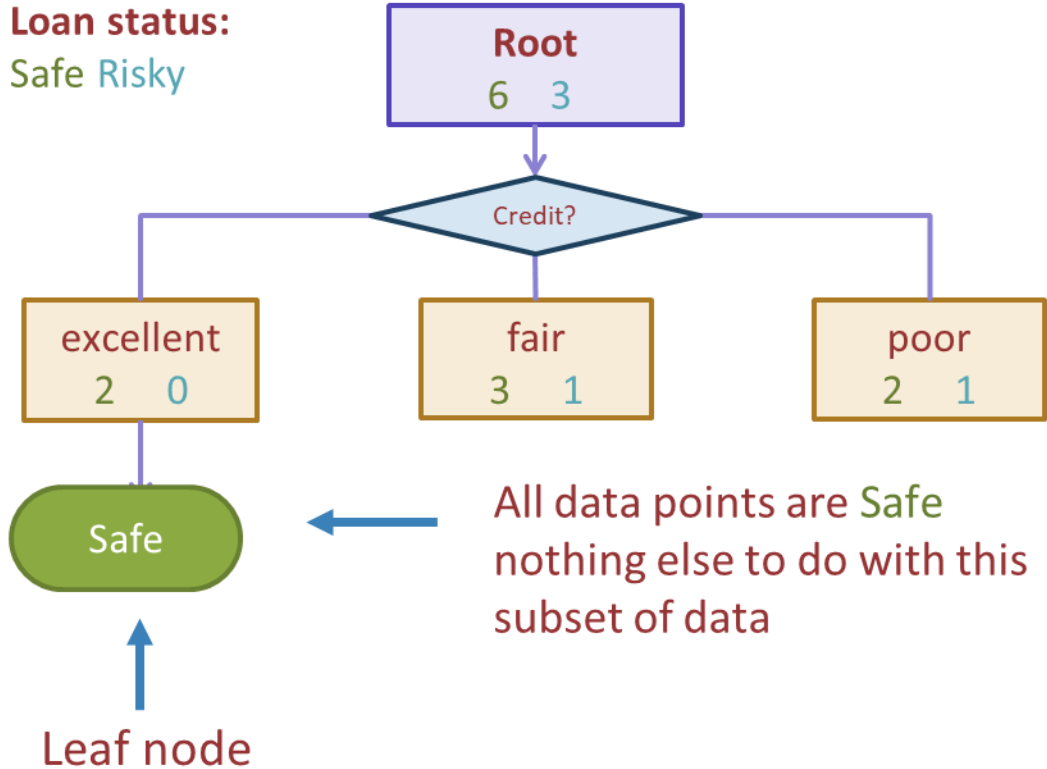 Loan status:
Safe Risky
Root
6 3
Credit?
excellent
2 0
fair
3 1
poor
2 1
Safe
All data points are Safe
nothing else to do with this
subset of data
Leaf node